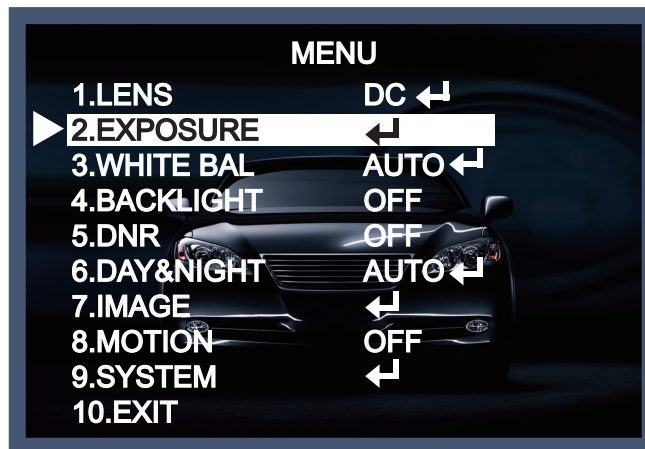 MENU
1.LENS DC ↵
2.EXPOSURE ↵
3.WHITE BAL AUTO ↵
4.BACKLIGHT OFF
5.DNR OFF
6.DAY&NIGHT AUTO ↵
7.IMAGE ↵
8.MOTION OFF
9.SYSTEM ↵
10.EXIT